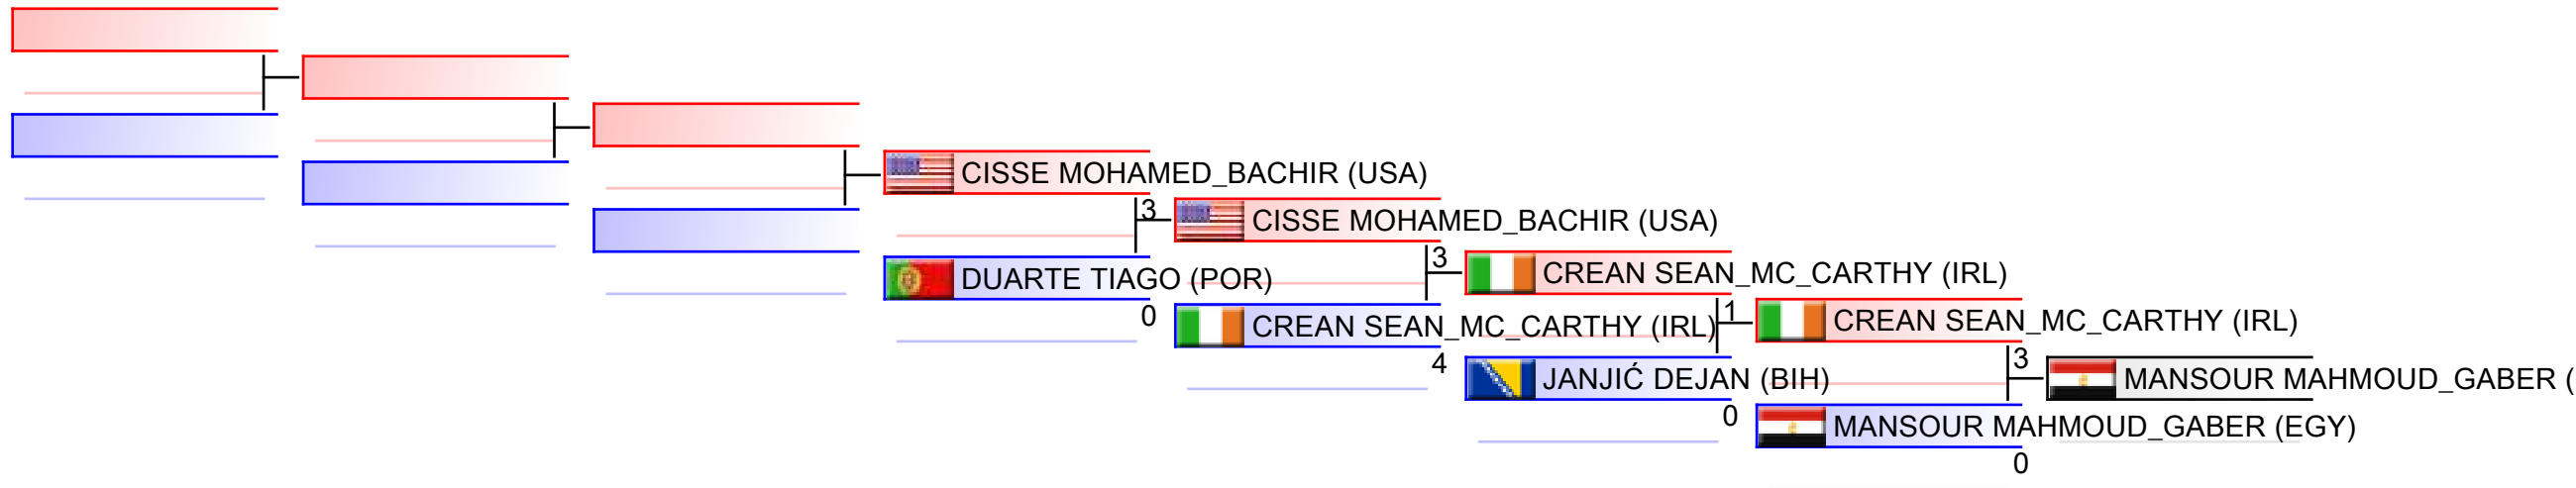 CISSE MOHAMED_BACHIR (USA)
3
CISSE MOHAMED_BACHIR (USA)
DUARTE TIAGO (POR)
0
3
CREAN SEAN_MC_CARTHY (IRL)
CREAN SEAN_MC_CARTHY (IRL)
4
1
CREAN SEAN_MC_CARTHY (IRL)
JANJIĆ DEJAN (BIH)
0
3
MANSOUR MAHMOUD_GABER (
MANSOUR MAHMOUD_GABER (EGY)
0